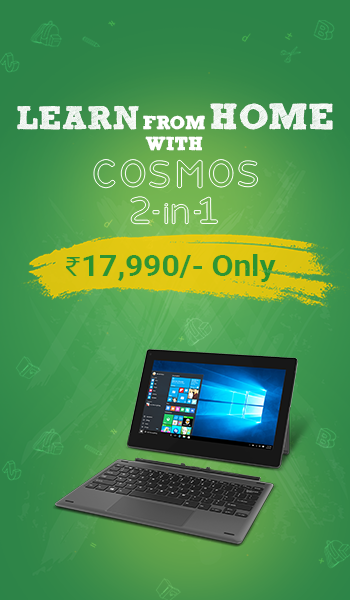 LEARN FROM HOME
WITH
COSMOS
2-in-1
₹17,990/- Only